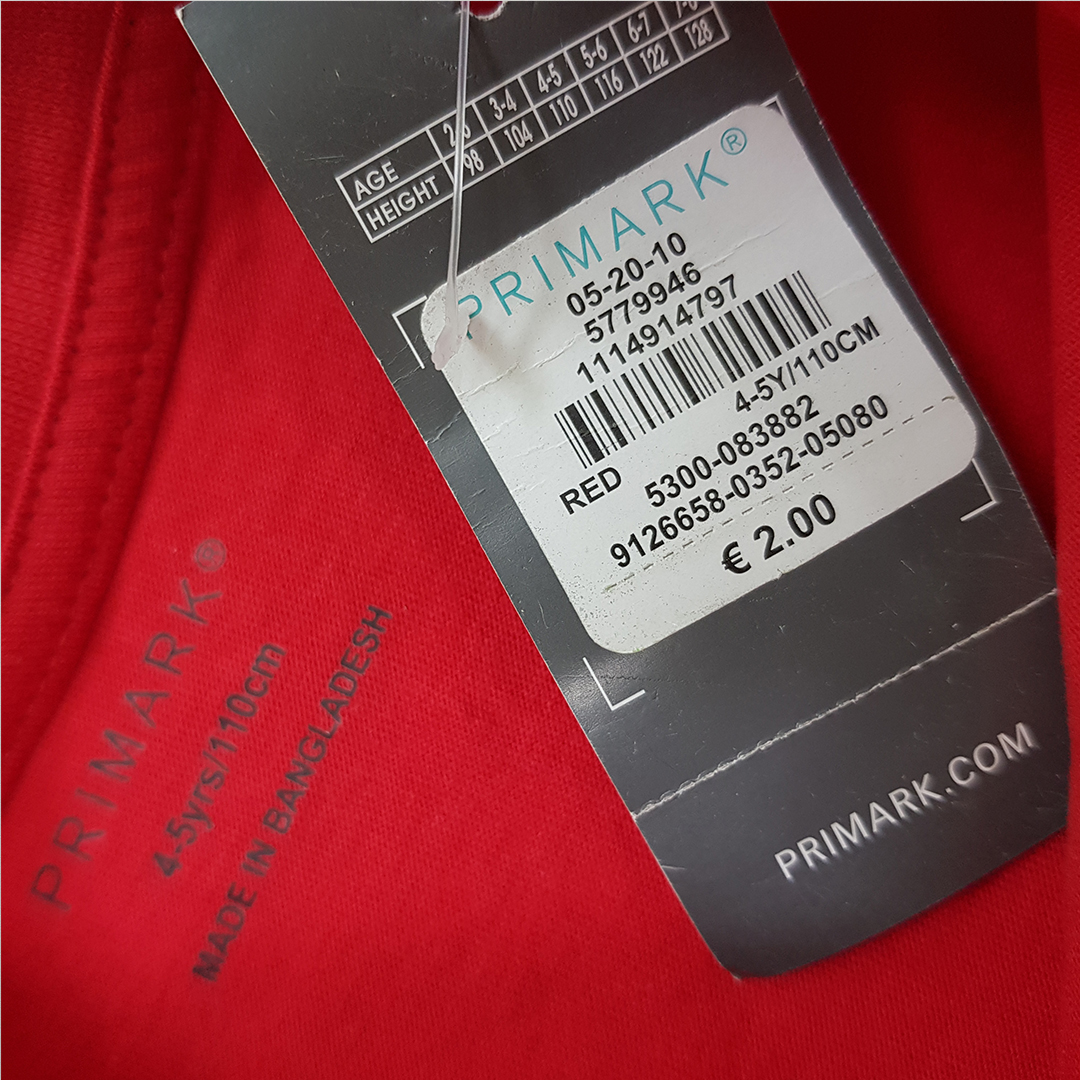 AGE 3-4 4-5 5-6 6-7
HEIGHT 98 104 110 116 122 128
PRIMARK®
05-20-10
5779946
1114914797
4-5Y/110CM
RED
5300-083882
9126658-0352-05080
€ 2.00
PRIMARK.COM
PRIMARK®
4-5yrs/110cm
MADE IN BANGLADESH